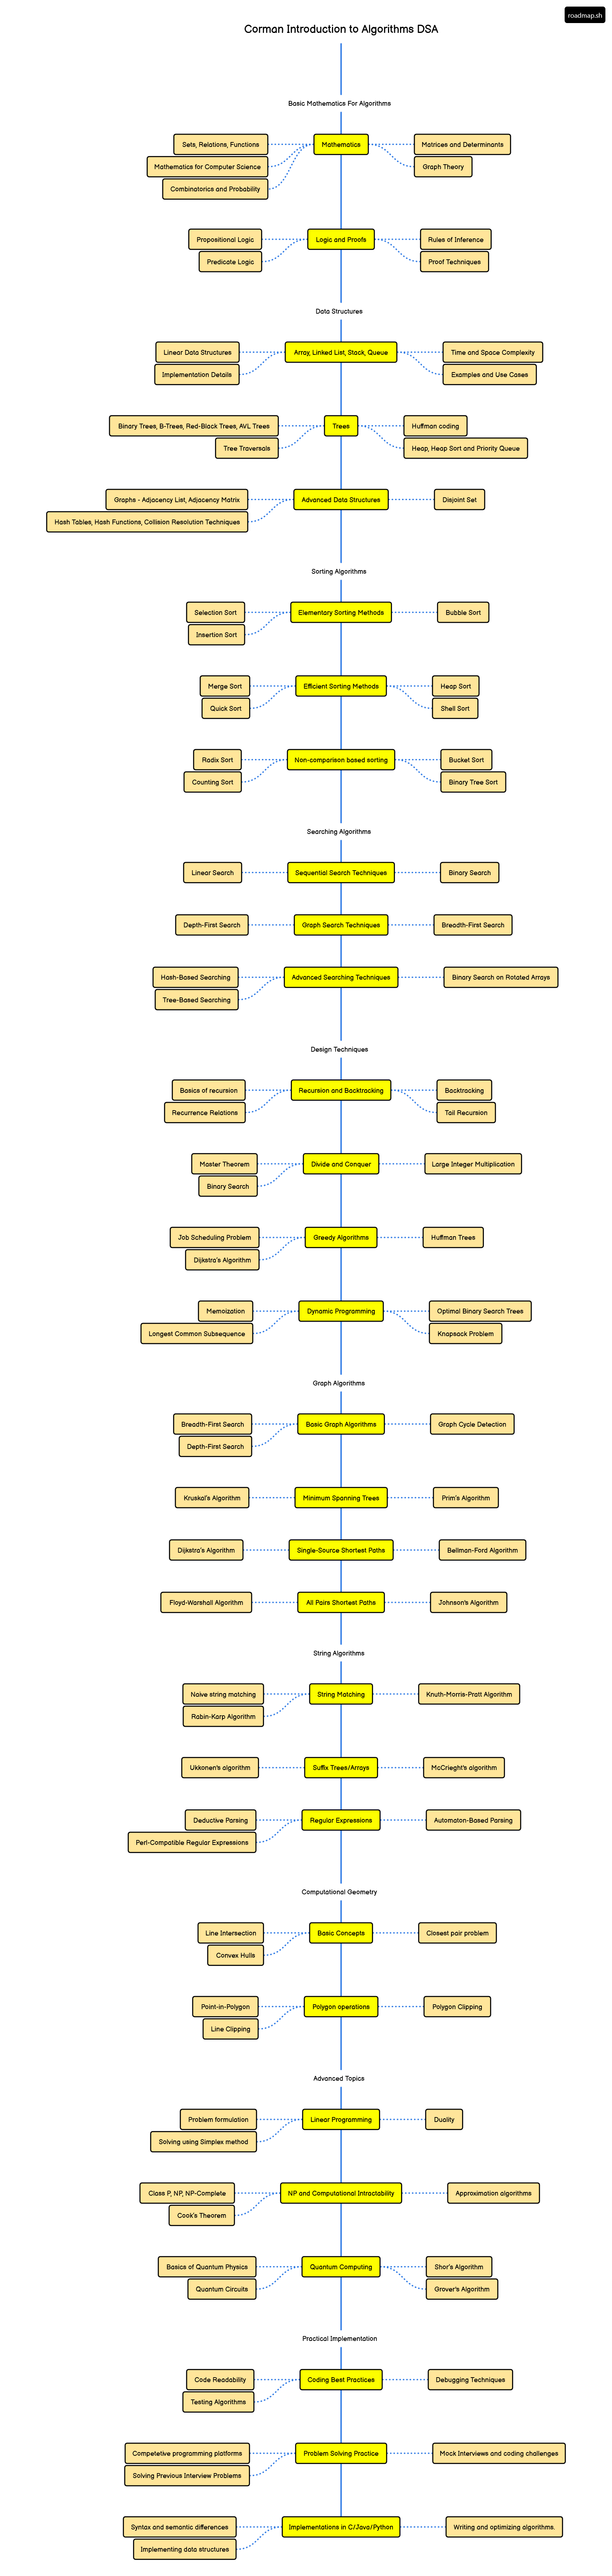 roadmap.sh
Corman Introduction to Algorithms DSA
Basic Mathematics For Algorithms
Sets, Relations, Functions
Mathematics
Matrices and Determinants
Mathematics for Computer Science
Graph Theory
Combinatorics and Probability
Propositional Logic
Logic and Proofs
Rules of Inference
Predicate Logic
Proof Techniques
Data Structures
Linear Data Structures
Array, Linked List, Stack, Queue
Time and Space Complexity
Implementation Details
Examples and Use Cases
Binary Trees, B-Trees, Red-Black Trees, AVL Trees
Trees
Huffman coding
Tree Traversals
Heap, Heap Sort and Priority Queue
Graphs - Adjacency List, Adjacency Matrix
Advanced Data Structures
Disjoint Set
Hash Tables, Hash Functions, Collision Resolution Techniques
Sorting Algorithms
Selection Sort
Elementary Sorting Methods
Bubble Sort
Insertion Sort
Merge Sort
Efficient Sorting Methods
Heap Sort
Quick Sort
Shell Sort
Radix Sort
Non-comparison based sorting
Bucket Sort
Counting Sort
Binary Tree Sort
Searching Algorithms
Linear Search
Sequential Search Techniques
Binary Search
Depth-First Search
Graph Search Techniques
Breadth-First Search
Hash-Based Searching
Advanced Searching Techniques
Binary Search on Rotated Arrays
Tree-Based Searching
Design Techniques
Basics of recursion
Recursion and Backtracking
Backtracking
Recurrence Relations
Tail Recursion
Master Theorem
Divide and Conquer
Large Integer Multiplication
Binary Search
Job Scheduling Problem
Greedy Algorithms
Huffman Trees
Dijkstra's Algorithm
Memoization
Dynamic Programming
Optimal Binary Search Trees
Longest Common Subsequence
Knapsack Problem
Graph Algorithms
Breadth-First Search
Basic Graph Algorithms
Graph Cycle Detection
Depth-First Search
Kruskal's Algorithm
Minimum Spanning Trees
Prim's Algorithm
Dijkstra's Algorithm
Single-Source Shortest Paths
Bellman-Ford Algorithm
Floyd-Warshall Algorithm
All Pairs Shortest Paths
Johnson's Algorithm
String Algorithms
Naive string matching
String Matching
Knuth-Morris-Pratt Algorithm
Rabin-Karp Algorithm
Ukkonen's algorithm
Suffix Trees/Arrays
McCrieght's algorithm
Deductive Parsing
Regular Expressions
Automaton-Based Parsing
Perl-Compatible Regular Expressions
Computational Geometry
Line Intersection
Basic Concepts
Closest pair problem
Convex Hulls
Point-in-Polygon
Polygon operations
Polygon Clipping
Line Clipping
Advanced Topics
Problem formulation
Linear Programming
Duality
Solving using Simplex method
Class P, NP, NP-Complete
NP and Computational Intractability
Approximation algorithms
Cook's Theorem
Basics of Quantum Physics
Quantum Computing
Shor's Algorithm
Quantum Circuits
Grover's Algorithm
Practical Implementation
Code Readability
Coding Best Practices
Debugging Techniques
Testing Algorithms
Competetive programming platforms
Problem Solving Practice
Mock Interviews and coding challenges
Solving Previous Interview Problems
Syntax and semantic differences
Implementations in C/Java/Python
Writing and optimizing algorithms.
Implementing data structures